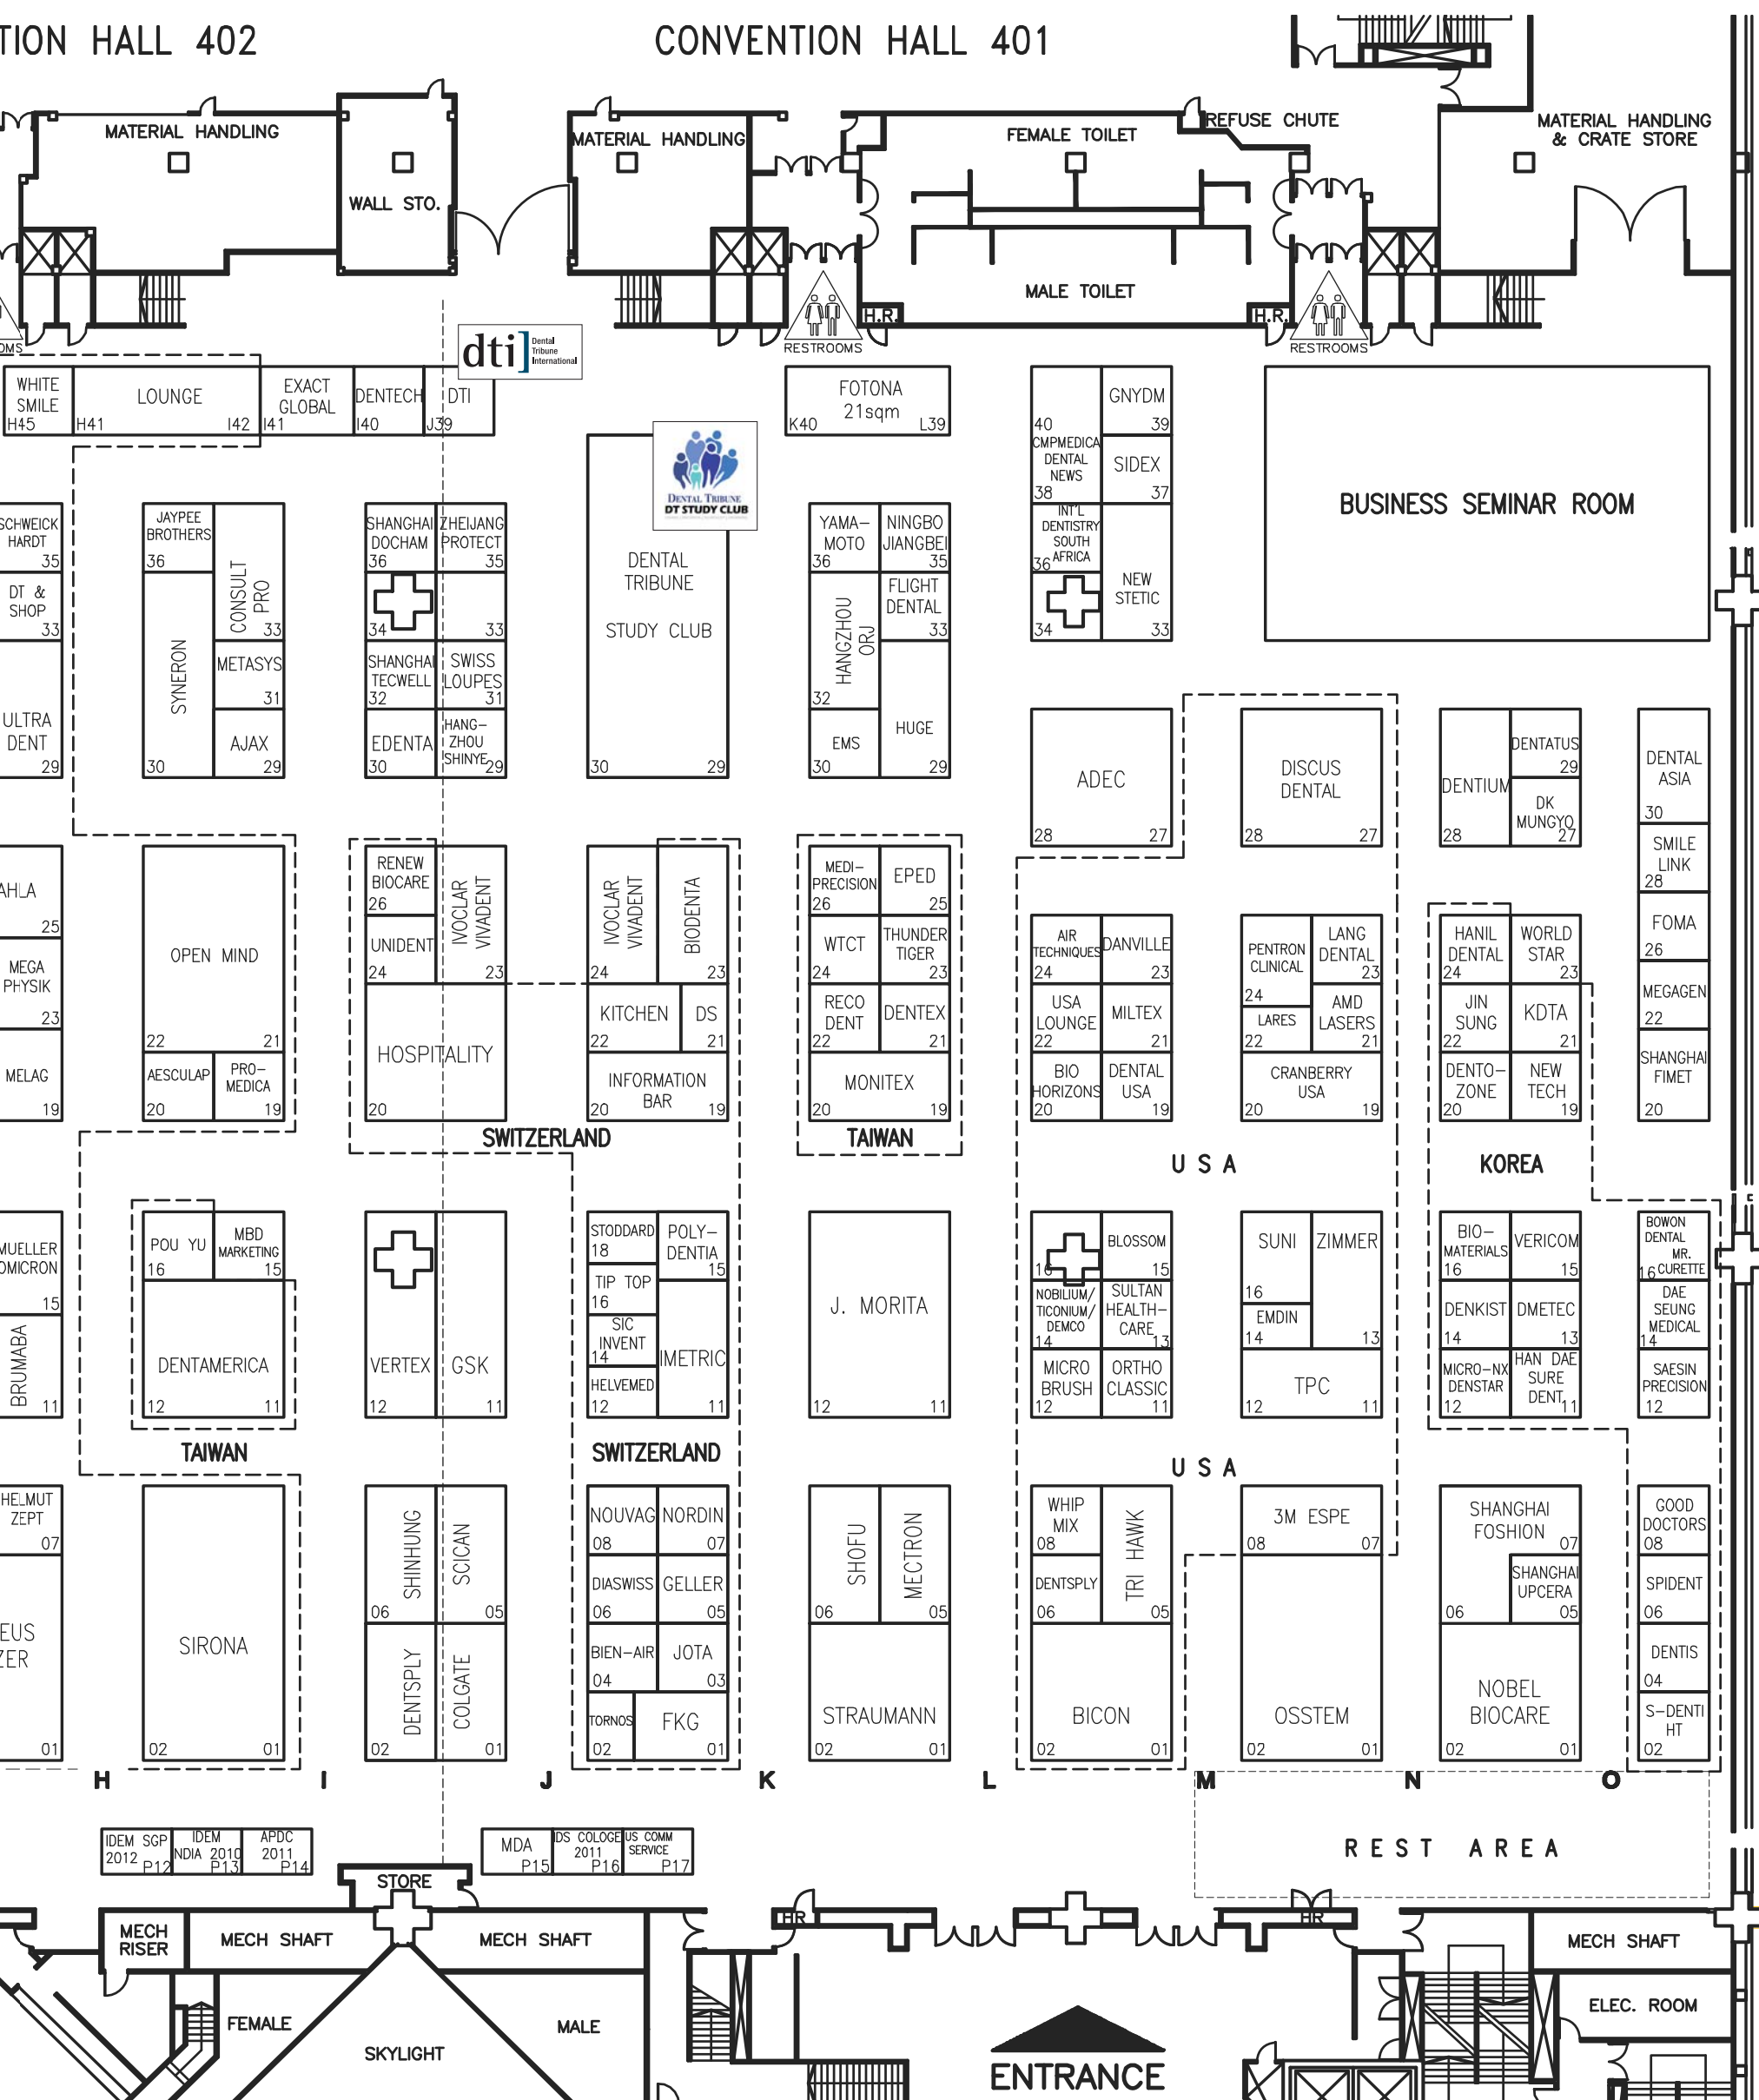 TION HALL 402
CONVENTION HALL 401
MATERIAL HANDLING
WALL STO.
MATERIAL HANDLING
FEMALE TOILET
REFUSE CHUTE
MATERIAL HANDLING
& CRATE STORE
MALE TOILET
H.R.
H.R.
OMS
RESTROOMS
RESTROOMS
dti]
Dental
Tribune
International
WHITE
SMILE
H45
LOUNGE
H41
I42
EXACT
GLOBAL
I41
DENTECH
I40
DTI
J39
FOTONA
21sqm
K40
L39
40
CMPMEDICA
DENTAL
NEWS
38
GNYDM
39
SIDEX
37
BUSINESS SEMINAR ROOM
DENTAL TRIBUNE
DT STUDY CLUB
SCHWEICK
HARDT
35
DT &
SHOP
33
ULTRA
DENT
29
JAYPEE
BROTHERS
36
CONSULT
PRO
33
SYNERON
30
METASYS
31
AJAX
29
SHANGHAI
DOCHAM
36
ZHEIJANG
PROTECT
35
34
33
SHANGHAI
TECWELL
32
SWISS
LOUPES
31
EDENTA
30
HANG-
ZHOU
SHINYE
29
DENTAL
TRIBUNE
STUDY CLUB
30
29
YAMA-
MOTO
36
NINGBO
JIANGBEI
35
HANGZHOU
ORJ
32
FLIGHT
DENTAL
33
EMS
30
HUGE
29
INT'L
DENTISTRY
SOUTH
AFRICA
36
34
NEW
STETIC
33
ADEC
28
27
DISCUS
DENTAL
28
27
DENTIUM
28
DENTATUS
29
DK
MUNGYO
27
DENTAL
ASIA
30
SMILE
LINK
28
FOMA
26
MEGAGEN
22
SHANGHAI
FIMET
20
AHLA
25
MEGA
PHYSIK
23
MELAG
19
OPEN MIND
22
21
AESCULAP
20
PRO-
MEDICA
19
RENEW
BIOCARE
26
UNIDENT
24
IVOCLAR
VIVADENT
23
HOSPITALITY
20
IVOCLAR
VIVADENT
24
BIODENTA
23
KITCHEN
22
DS
21
INFORMATION
BAR
20
19
SWITZERLAND
MEDI-
PRECISION
26
EPED
25
WTCT
24
THUNDER
TIGER
23
RECO
DENT
22
DENTEX
21
MONITEX
20
19
TAIWAN
AIR
TECHNIQUES
24
DANVILLE
23
USA
LOUNGE
22
MILTEX
21
BIO
HORIZONS
20
DENTAL
USA
19
PENTRON
CLINICAL
24
LANG
DENTAL
23
LARES
22
AMD
LASERS
21
CRANBERRY
USA
20
19
USA
HANIL
DENTAL
24
WORLD
STAR
23
JIN
SUNG
22
KDTA
21
DENTO-
ZONE
20
NEW
TECH
19
KOREA
MUELLER
OMICRON
15
BRUMABA
11
POU YU
16
MBD
MARKETING
15
DENTAMERICA
12
11
TAIWAN
VERTEX
12
GSK
11
STODDARD
18
POLY-
DENTIA
15
TIP TOP
16
SIC
INVENT
14
HELVEMED
12
IMETRIC
11
SWITZERLAND
J. MORITA
12
11
16
BLOSSOM
15
NOBILIUM/
TICONIUM/
DEMCO
14
SULTAN
HEALTH-
CARE
13
MICRO
BRUSH
12
ORTHO
CLASSIC
11
SUNI
16
ZIMMER
13
EMDIN
14
TPC
12
11
USA
BIO-
MATERIALS
16
VERICOM
15
DENKIST
14
DMETEC
13
MICRO-NX
DENSTAR
12
HAN DAE
SURE
DENT
11
BOWON
DENTAL
MR.
CURETTE
16
DAE
SEUNG
MEDICAL
14
SAESIN
PRECISION
12
HELMUT
ZEPT
07
EUS
ZER
01
SIRONA
02
01
SHINHUNG
06
SCICAN
05
DENTSPLY
02
COLGATE
01
NOUVAG
08
NORDIN
07
DIASWISS
06
GELLER
05
BIEN-AIR
04
JOTA
03
TORNOS
02
FKG
01
SHOFU
06
MECTRON
05
STRAUMANN
02
01
WHIP
MIX
08
TRI HAWK
05
DENTSPLY
06
BICON
02
01
3M ESPE
08
07
OSSTEM
02
01
SHANGHAI
FOSHION
07
06
SHANGHAI
UPCERA
05
NOBEL
BIOCARE
02
01
GOOD
DOCTORS
08
SPIDENT
06
DENTIS
04
S-DENTI
HT
02
H
I
J
K
L
M
N
O
IDEM SGP
2012
P12
IDEM
NDIA 2010
P13
APDC
2011
P14
MDA
P15
IDS COLOGE
2011
P16
US COMM
SERVICE
P17
REST AREA
STORE
MECH
RISER
MECH SHAFT
MECH SHAFT
HR
HR
MECH SHAFT
FEMALE
SKYLIGHT
MALE
ELEC. ROOM
ENTRANCE